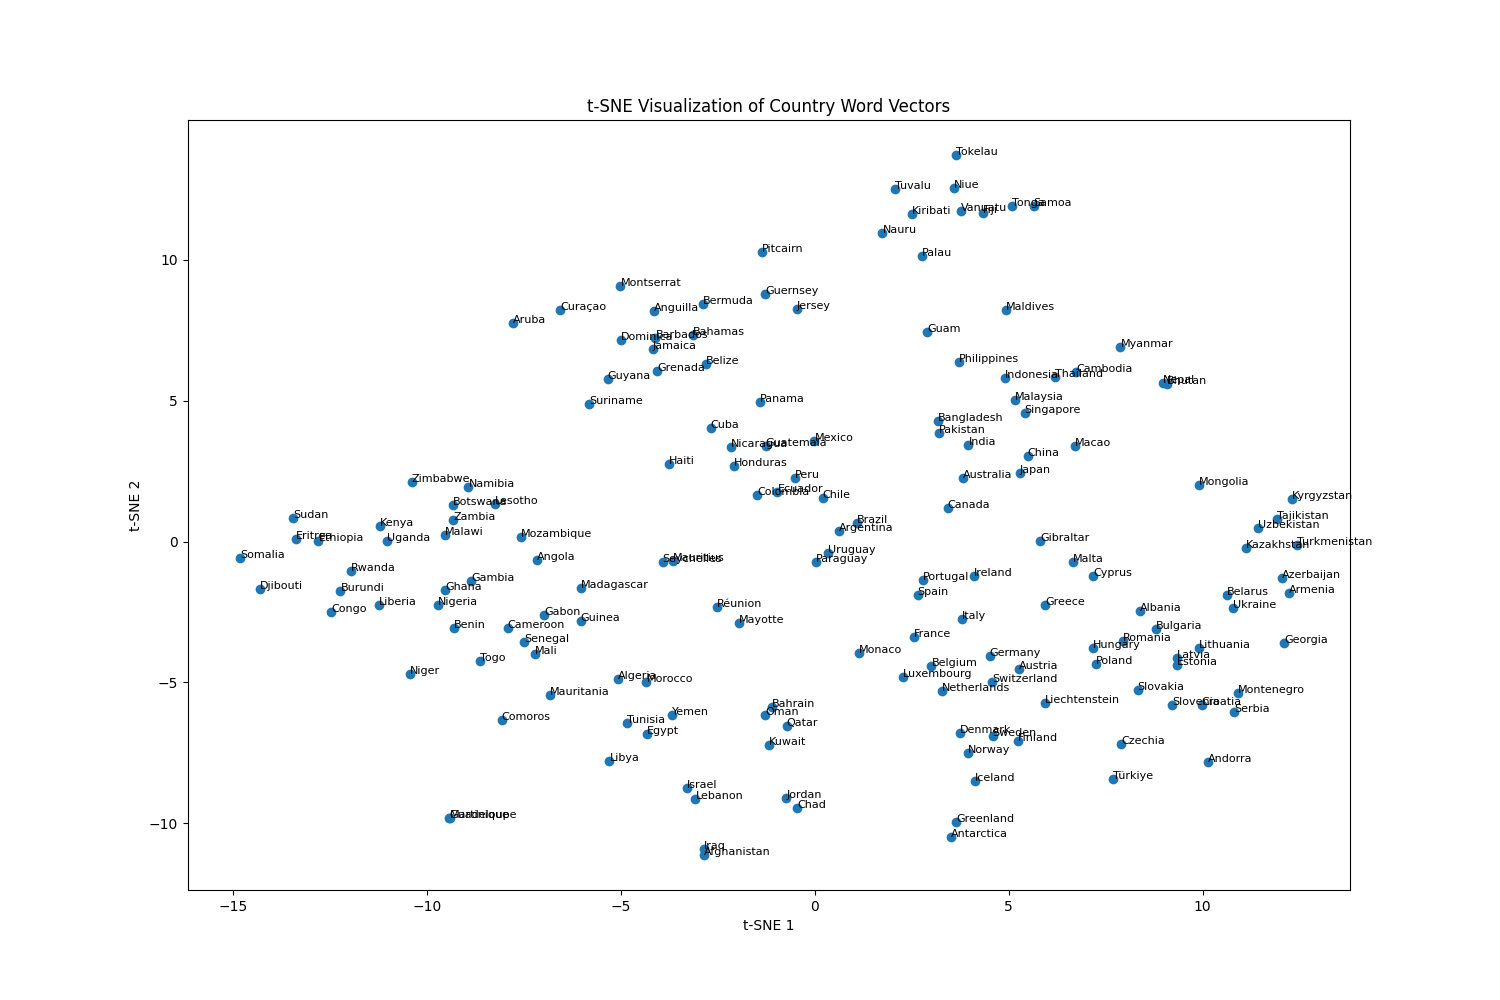 t-SNE Visualization of Country Word Vectors
Tokelau
Tuvalu
Niue
Kiribati
Vanuatu
Fiji
Tonga
Samoa
Nauru
Palau
Pitcairn
Montserrat
Guernsey
Bermuda
Jersey
Curaçao
Anguilla
Maldives
Aruba
Guam
Dominica
Barbados
Bahamas
Jamaica
Myanmar
Belize
Philippines
Grenada
Guyana
Indonesia
Thailand
Cambodia
Nepal
Bhutan
Suriname
Panama
Malaysia
Singapore
Cuba
Bangladesh
Pakistan
Nicaragua
Guatemala
Mexico
India
Macao
China
Haiti
Honduras
Peru
Australia
Japan
Zimbabwe
Namibia
Colombia
Ecuador
Chile
Mongolia
Botswana
Lesotho
Canada
Kyrgyzstan
Sudan
Kenya
Zambia
Brazil
Tajikistan
Eritrea
Ethiopia
Uganda
Malawi
Mozambique
Argentina
Uzbekistan
Gibraltar
Kazakhstan
Turkmenistan
Somalia
Angola
Seychelles
Mauritius
Uruguay
Paraguay
Malta
Rwanda
Gambia
Portugal
Ireland
Cyprus
Azerbaijan
Djibouti
Burundi
Ghana
Madagascar
Spain
Belarus
Armenia
Congo
Liberia
Nigeria
Réunion
Greece
Ukraine
Gabon
Guinea
Mayotte
Italy
Albania
Benin
Cameroon
Bulgaria
Senegal
France
Romania
Georgia
Mali
Monaco
Germany
Hungary
Lithuania
Togo
Belgium
Austria
Poland
Latvia
Estonia
Niger
Algeria
Morocco
Luxembourg
Switzerland
Mauritania
Netherlands
Slovakia
Montenegro
Bahrain
Liechtenstein
Slovenia
Croatia
Comoros
Tunisia
Yemen
Oman
Serbia
Egypt
Qatar
Denmark
Sweden
Finland
Kuwait
Norway
Czechia
Libya
Andorra
Israel
Lebanon
Jordan
Chad
Iceland
Türkiye
Martinique
Guadeloupe
Greenland
Antarctica
Iraq
Afghanistan
10
5
0
−5
−10
t-SNE 2
−15
−10
−5
0
5
10
t-SNE 1